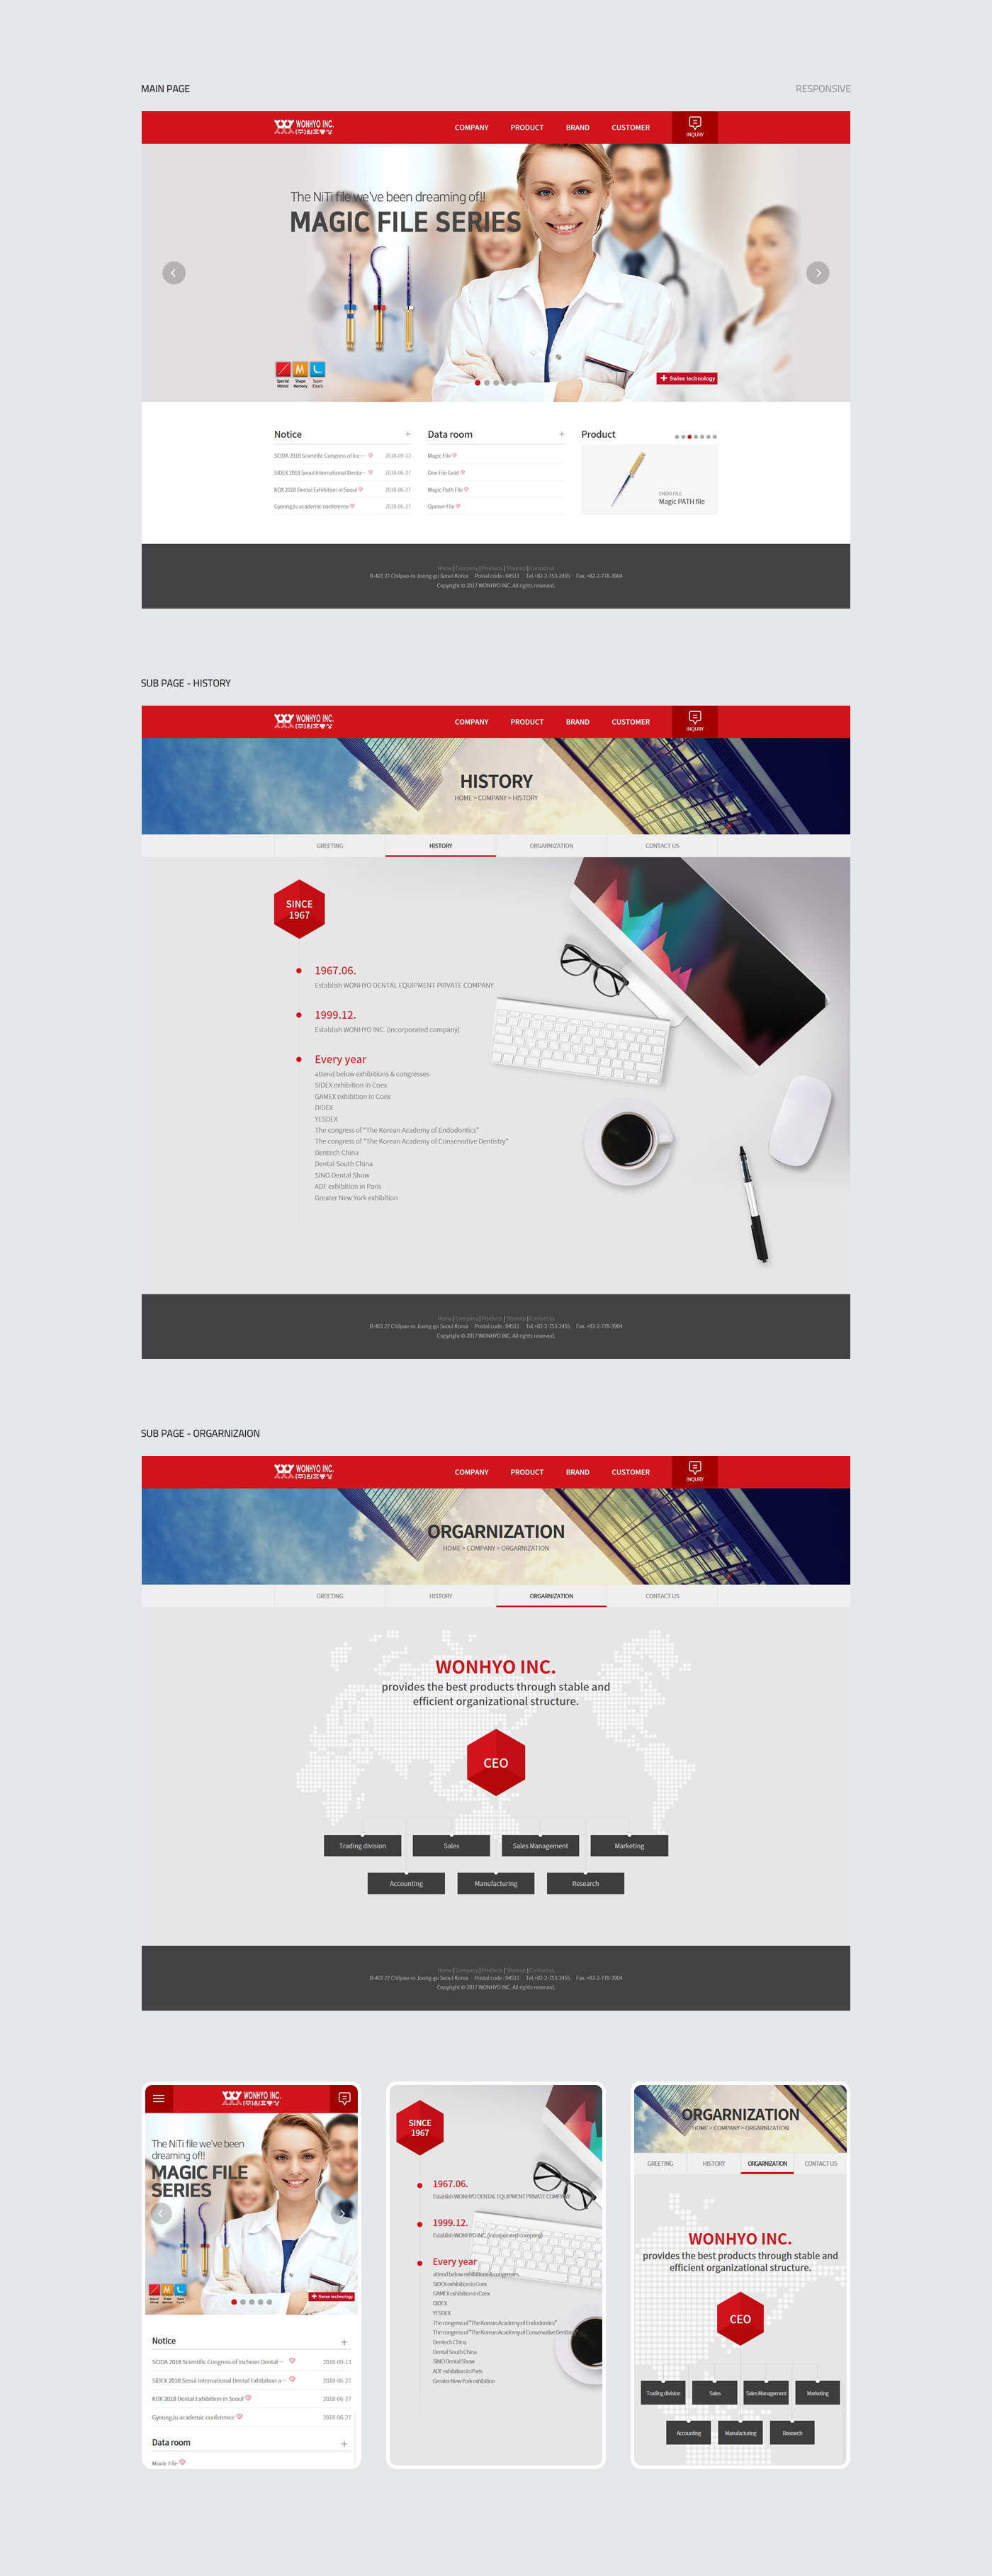 MAIN PAGE
RESPONSIVE
WONHYO INC.
(주)원효무역
COMPANY PRODUCT BRAND CUSTOMER
INQUIRY
The NiTi file we've been dreaming of!!
MAGIC FILE SERIES
Special Nitinol
M Shape Memory
L Super Elastic
Swiss technology
Notice +
SCIDA 2018 Scientific Congress of Inc··· 2018-09-13
SIDEX 2018 Seoul International Denta··· 2018-06-27
KDX 2018 Dental Exhibition in Seoul 2018-06-27
GyeongJu academic conference 2018-06-27
Data room +
Magic File
One File Gold
Magic Path File
Opener File
Product
ENDO FILE
Magic PATH file
Home | Company | Products | Sitemap | Contact us
B-401 27 Chilpae-ro Joong-gu Seoul Korea Postal code : 04511 Tel.+82-2-753-2455 Fax. +82-2-778-3904
Copyright © 2017 WONHYO INC. All rights reserved.
SUB PAGE - HISTORY
WONHYO INC.
COMPANY PRODUCT BRAND CUSTOMER
INQUIRY
HISTORY
HOME > COMPANY > HISTORY
GREETING HISTORY ORGARNIZATION CONTACT US
SINCE
1967
1967.06.
Establish WONHYO DENTAL EQUIPMENT PRIVATE COMPANY
1999.12.
Establish WONHYO INC. (Incorporated company)
Every year
attend below exhibitions & congresses
SIDEX exhibition in Coex
GAMEX exhibition in Coex
DIDEX
YESDEX
The congress of "The Korean Academy of Endodontics"
The congress of "The Korean Academy of Conservative Dentistry"
Dentech China
Dental South China
SINO Dental Show
ADF exhibition in Paris
Greater New York exhibition
Home | Company | Products | Sitemap | Contact us
B-401 27 Chilpae-ro Joong-gu Seoul Korea Postal code : 04511 Tel.+82-2-753-2455 Fax. +82-2-778-3904
Copyright © 2017 WONHYO INC. All rights reserved.
SUB PAGE - ORGARNIZAION
WONHYO INC.
COMPANY PRODUCT BRAND CUSTOMER
INQUIRY
ORGARNIZATION
HOME > COMPANY > ORGARNIZATION
GREETING HISTORY ORGARNIZATION CONTACT US
WONHYO INC.
provides the best products through stable and
efficient organizational structure.
CEO
Trading division Sales Sales Management Marketing
Accounting Manufacturing Research
Home | Company | Products | Sitemap | Contact us
B-401 27 Chilpae-ro Joong-gu Seoul Korea Postal code : 04511 Tel.+82-2-753-2455 Fax. +82-2-778-3904
Copyright © 2017 WONHYO INC. All rights reserved.
WONHYO INC.
The NiTi file we've been
dreaming of!!
MAGIC FILE
SERIES
Swiss technology
Notice +
SCIDA 2018 Scientific Congress of Incheon Dental··· 2018-09-13
SIDEX 2018 Seoul International Dental Exhibition a··· 2018-06-27
KDX 2018 Dental Exhibition in Seoul 2018-06-27
GyeongJu academic conference 2018-06-27
Data room +
Magic File
SINCE
1967
1967.06.
Establish WONHYO DENTAL EQUIPMENT PRIVATE COMPANY
1999.12.
Establish WONHYO INC. (Incorporated company)
Every year
attend below exhibitions & congresses
SIDEX exhibition in Coex
GAMEX exhibition in Coex
DIDEX
YESDEX
The congress of "The Korean Academy of Endodontics"
The congress of "The Korean Academy of Conservative Dentistry"
Dentech China
Dental South China
SINO Dental Show
ADF exhibition in Paris
Greater New York exhibition
ORGARNIZATION
HOME > COMPANY > ORGARNIZATION
GREETING HISTORY ORGARNIZATION CONTACT US
WONHYO INC.
provides the best products through stable and
efficient organizational structure.
CEO
Trading division Sales Sales Management Marketing
Accounting Manufacturing Research